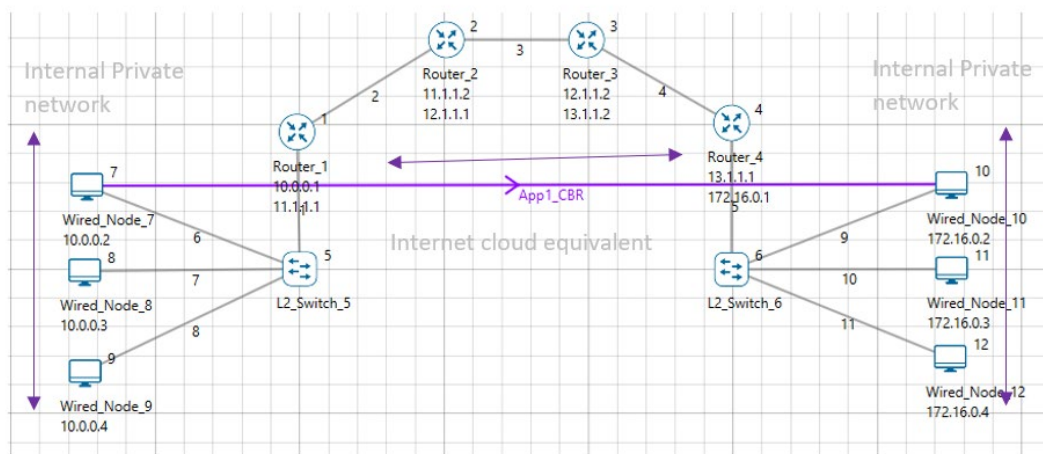 Internal Private
network
2
3
3
Router_2
11.1.1.2
12.1.1.1
Router_3
12.1.1.2
13.1.1.2
Internal Private
network
2
4
1
Router_1
10.0.0.1
11.1.1.1
1
4
Router_4
13.1.1.1
172.16.0.1
5
7
Wired_Node_7
10.0.0.2
App1_CBR
10
Wired_Node_10
172.16.0.2
6
9
8
Wired_Node_8
10.0.0.3
7
5
L2_Switch_5
Internet cloud equivalent
6
L2_Switch_6
10
11
Wired_Node_11
172.16.0.3
8
11
9
Wired_Node_9
10.0.0.4
12
Wired_Node_12
172.16.0.4